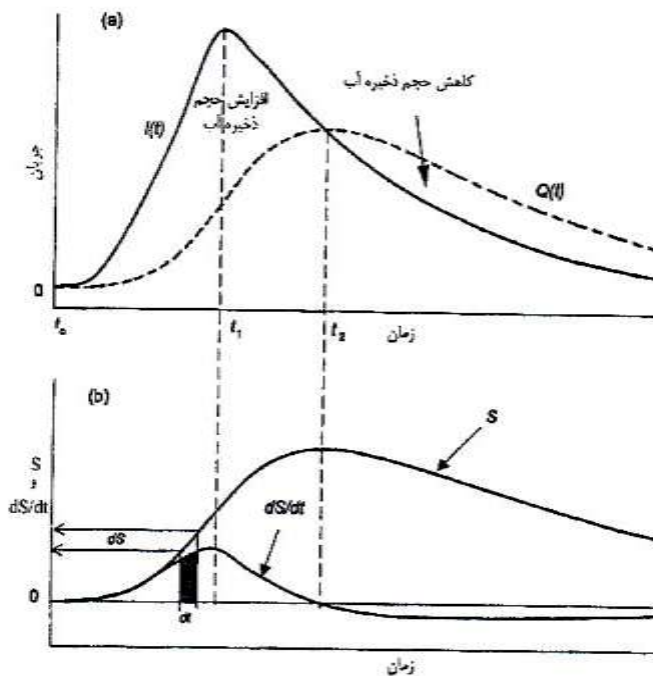 (a)
کاهش حجم ذخیره آب
افزایش حجم
ذخیره آب
I(t)
جریان
Q(t)
0
t₀
t₁
t₂
زمان
(b)
S
S
و
dS/dt
dS/dt
dS
0
dt
زمان